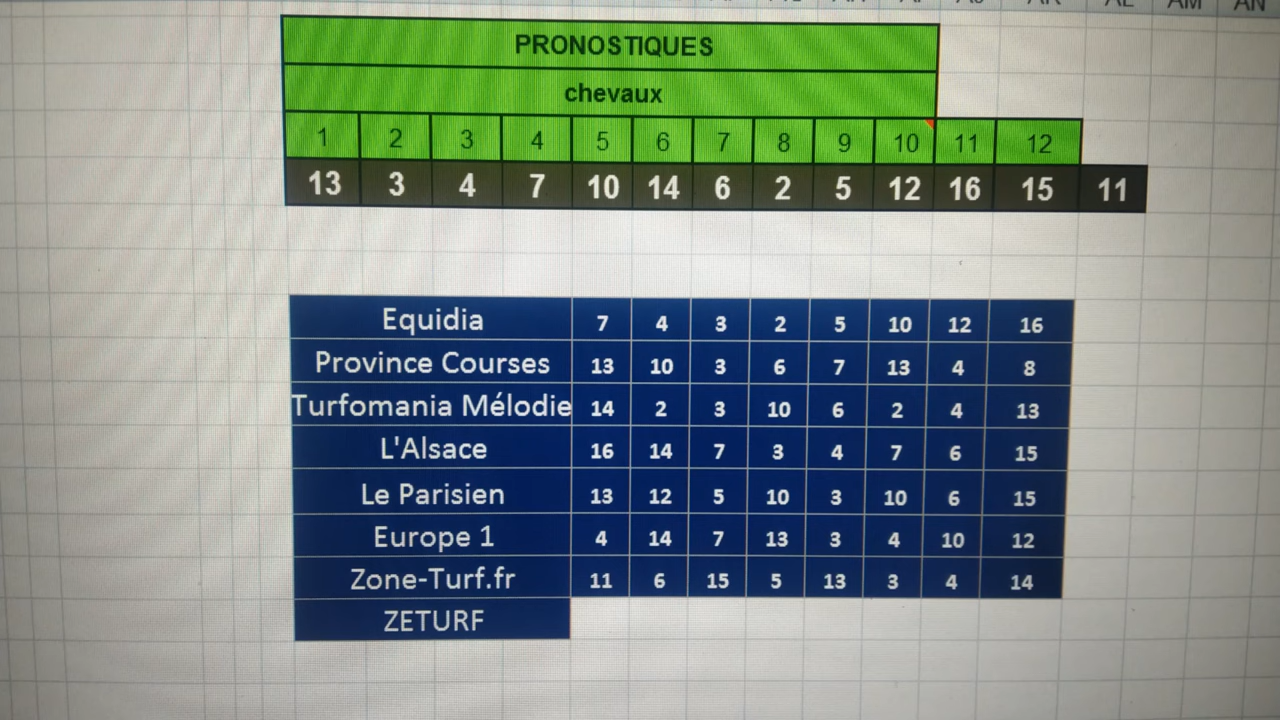 PRONOSTIQUES
chevaux
1 2 3 4 5 6 7 8 9 10 11 12
13 3 4 7 10 14 6 2 5 12 16 15 11
Equidia 7 4 3 2 5 10 12 16
Province Courses 13 10 3 6 7 13 4 8
Turfomania Mélodie 14 2 3 10 6 2 4 13
L'Alsace 16 14 7 3 4 7 6 15
Le Parisien 13 12 5 10 3 10 6 15
Europe 1 4 14 7 13 3 4 10 12
Zone-Turf.fr 11 6 15 5 13 3 4 14
ZETURF